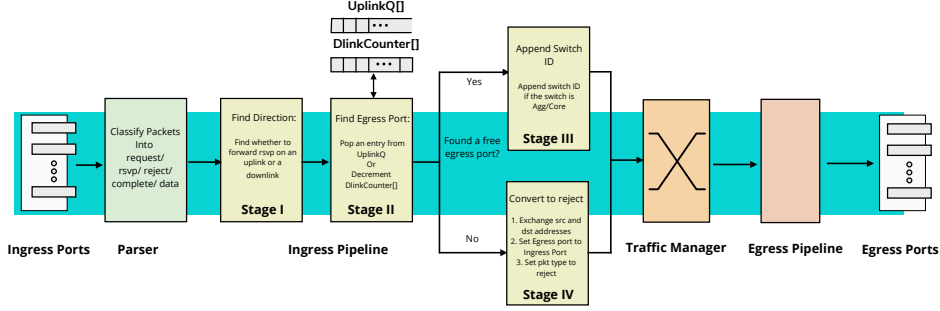 UplinkQ[]
DlinkCounter[]
Classify Packets
Into
request/
rsvp/ reject/
complete/ data
Find Direction:
Find whether to
forward rsvp on an
uplink or a
downlink
Stage I
Find Egress Port:
Pop an entry from
UplinkQ
Or
Decrement
DlinkCounter[]
Stage II
Yes
Found a free
egress port?
No
Append Switch
ID
Append switch ID
if the switch is
Agg/Core
Stage III
Convert to reject
1. Exchange src and
dst addresses
2. Set Egress port to
Ingress Port
3. Set pkt type to
reject
Stage IV
Ingress Ports
Parser
Ingress Pipeline
Traffic Manager
Egress Pipeline
Egress Ports